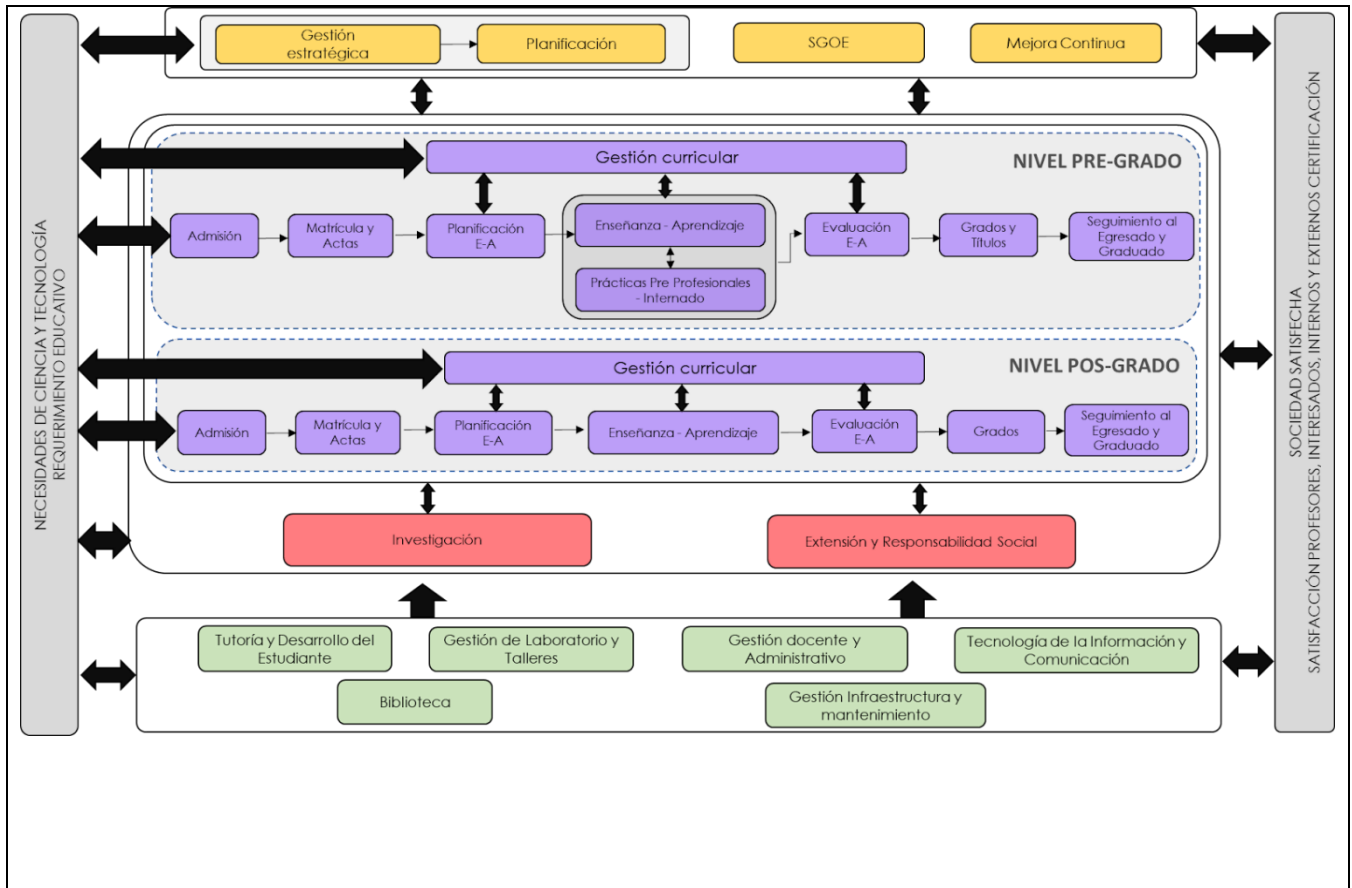 Gestión
estratégica
Planificación
SGOE
Mejora Continua
NECESIDADES DE CIENCIA Y TECNOLOGÍA
REQUERIMIENTO EDUCATIVO
Gestión curricular
NIVEL PRE-GRADO
Admisión
Matrícula y
Actas
Planificación
E-A
Enseñanza - Aprendizaje
Prácticas Pre Profesionales
- Internado
Evaluación
E-A
Grados y
Títulos
Seguimiento al
Egresado y
Graduado
Gestión curricular
NIVEL POS-GRADO
Admisión
Matrícula y
Actas
Planificación
E-A
Enseñanza - Aprendizaje
Evaluación
E-A
Grados
Seguimiento al
Egresado y
Graduado
Investigación
Extensión y Responsabilidad Social
Tutoría y Desarrollo del
Estudiante
Gestión de Laboratorio y
Talleres
Gestión docente y
Administrativo
Tecnología de la Información y
Comunicación
Biblioteca
Gestión Infraestructura y
mantenimiento
SOCIEDAD SATISFECHA
SATISFACCIÓN PROFESORES, INTERESADOS, INTERNOS Y EXTERNOS CERTIFICACIÓN